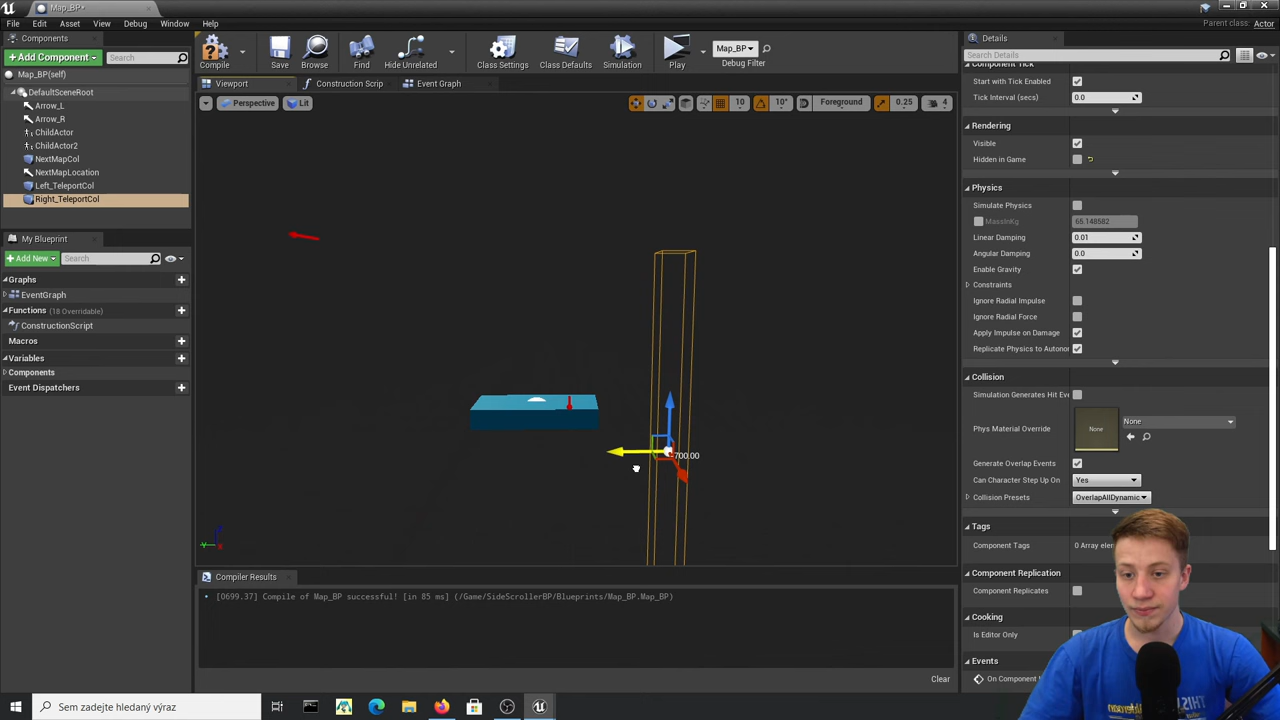 Map_BP*
File Edit Asset View Debug Window Help
Parent class: Actor
Components
Details
+ Add Component
Search
Map_BP(self)
DefaultSceneRoot
Arrow_L
Arrow_R
ChildActor
ChildActor2
NextMapCol
NextMapLocation
Left_TeleportCol
Right_TeleportCol
Compile
Save
Browse
Find
Hide Unrelated
Class Settings
Class Defaults
Simulation
Play
Map_BP
Debug Filter
Viewport
Construction Scrip
Event Graph
Perspective
Lit
10
10°
Foreground
0.25
4
700.00
My Blueprint
+ Add New
Search
Graphs
EventGraph
Functions (18 Overridable)
ConstructionScript
Macros
Variables
Components
Event Dispatchers
Compiler Results
[0699.37] Compile of Map_BP successful! [in 85 ms] (/Game/SideScrollerBP/Blueprints/Map_BP.Map_BP)
Clear
Search Details
Component Tick
Start with Tick Enabled
Tick Interval (secs) 0.0
Rendering
Visible
Hidden in Game
Physics
Simulate Physics
MassInKg 65.148582
Linear Damping 0.01
Angular Damping 0.0
Enable Gravity
Constraints
Ignore Radial Impulse
Ignore Radial Force
Apply Impulse on Damage
Replicate Physics to Autonor
Collision
Simulation Generates Hit Eve
Phys Material Override None None
Generate Overlap Events
Can Character Step Up On Yes
Collision Presets OverlapAllDynamic
Tags
Component Tags 0 Array elem
Component Replication
Component Replicates
Cooking
Is Editor Only
Events
On Component
Sem zadejte hledaný výraz